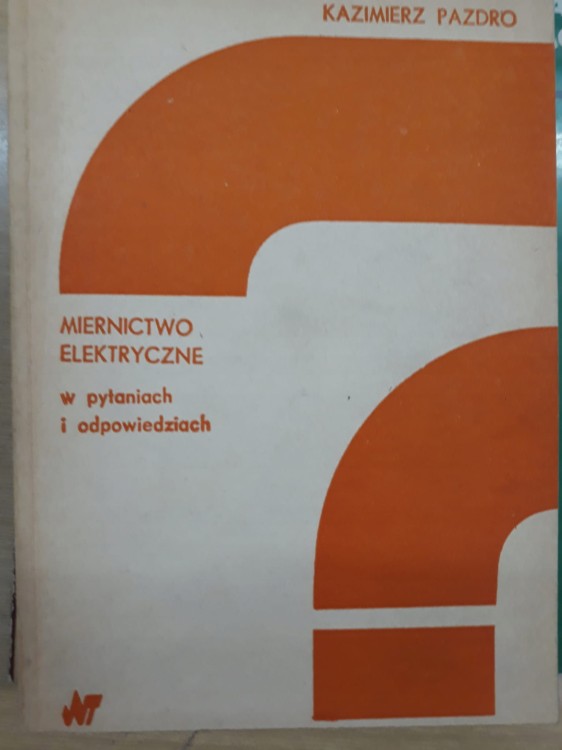 KAZIMIERZ PAZDRO
MIERNICTWO
ELEKTRYCZNE
w pytaniach
i odpowiedziach
WT